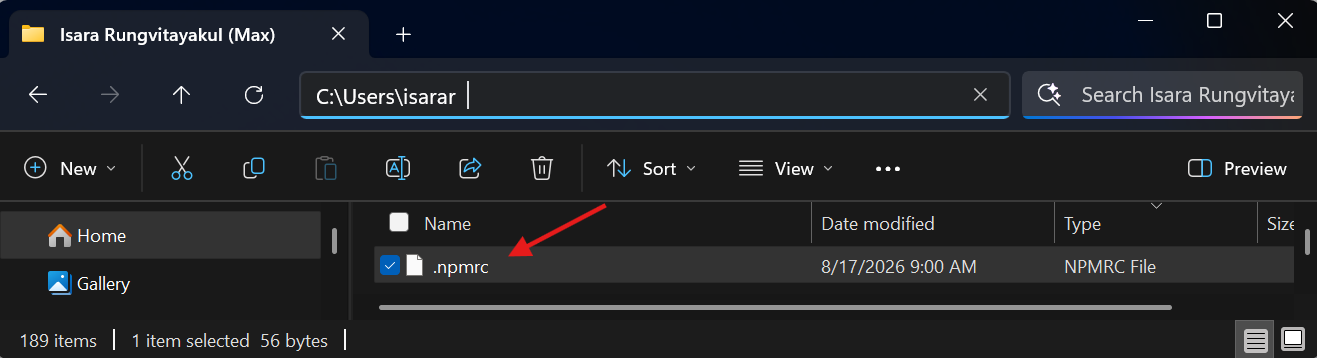 Isara Rungvitayakul (Max)
C:\Users\isarar
Search Isara Rungvitaya
New
Sort
View
Preview
Name
Date modified
Type
Size
Home
.npmrc
8/17/2026 9:00 AM
NPMRC File
Gallery
189 items
1 item selected
56 bytes